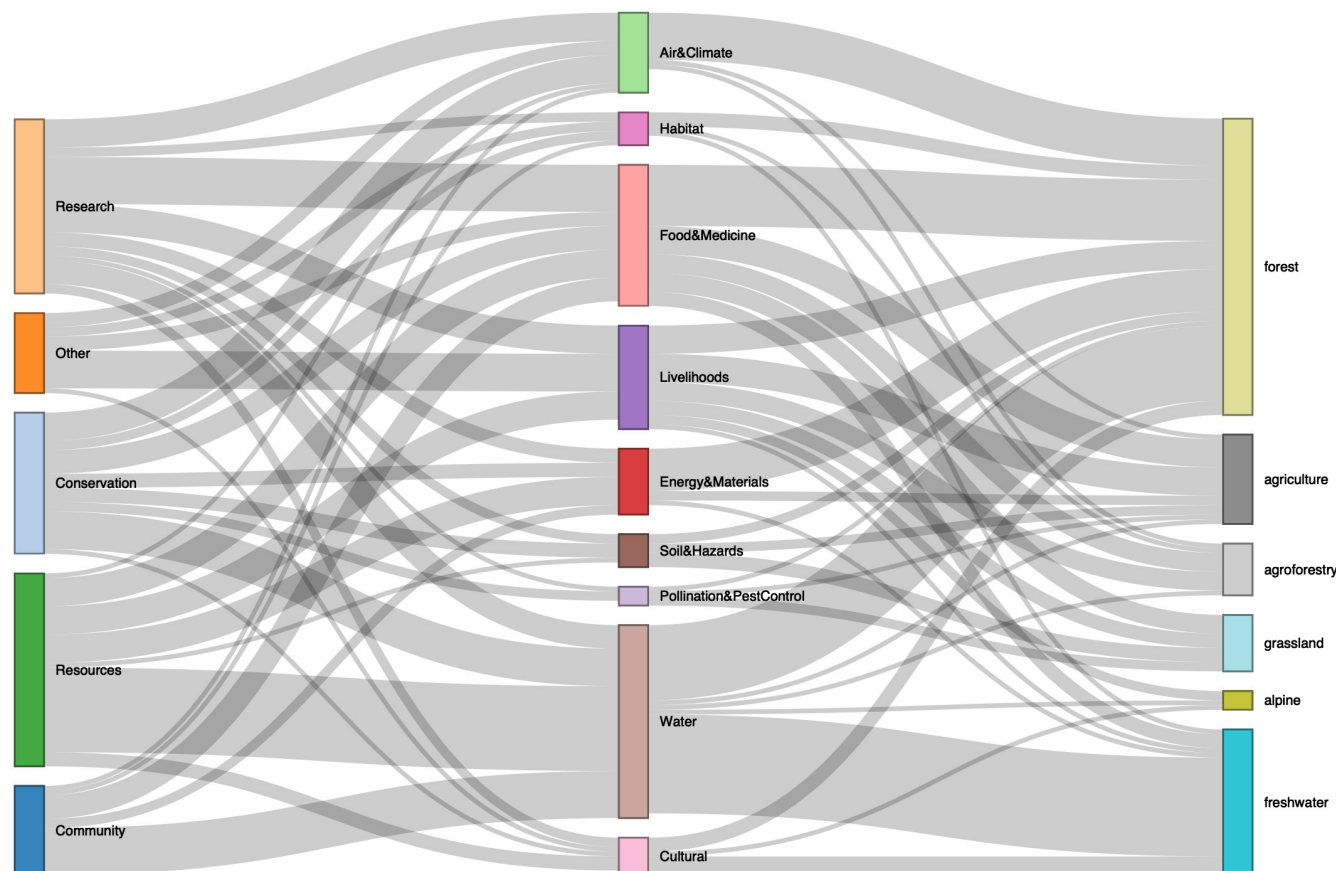 Research
Other
Conservation
Resources
Community
Air&Climate
Habitat
Food&Medicine
Livelihoods
Energy&Materials
Soil&Hazards
Pollination&PestControl
Water
Cultural
forest
agriculture
agroforestry
grassland
alpine
freshwater